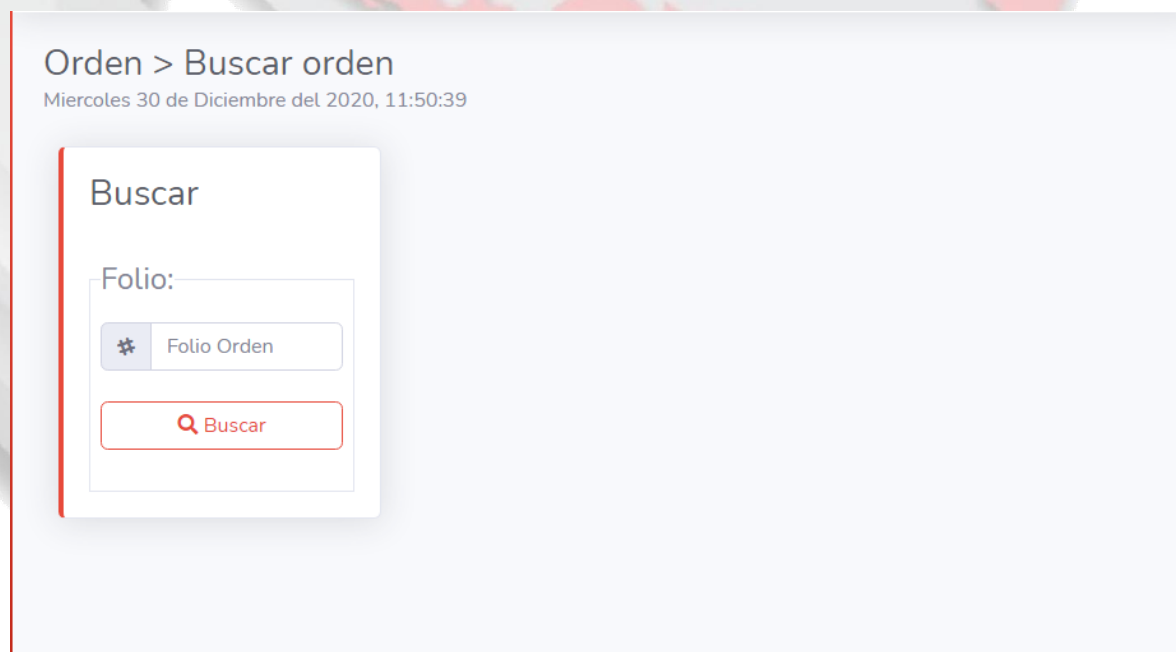 Orden > Buscar orden
Miercoles 30 de Diciembre del 2020, 11:50:39
Buscar
Folio:
# Folio Orden
Buscar